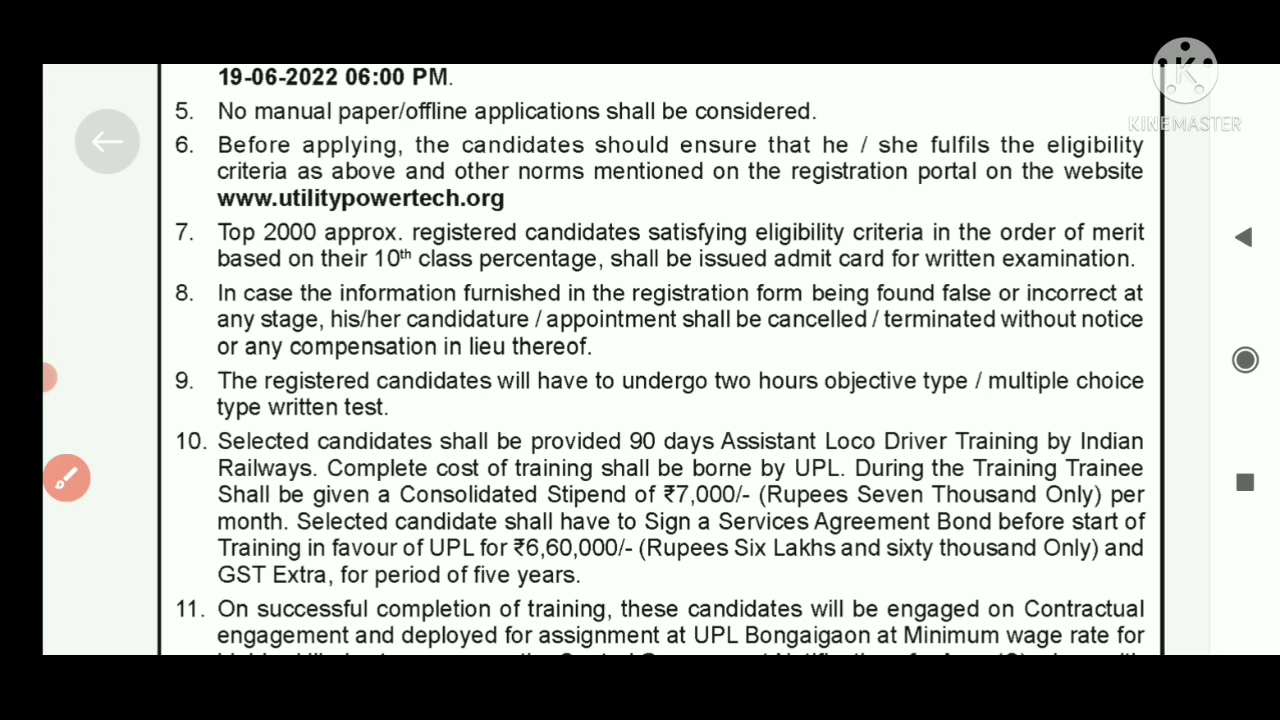 19-06-2022 06:00 PM.
5. No manual paper/offline applications shall be considered.
6. Before applying, the candidates should ensure that he / she fulfils the eligibility
criteria as above and other norms mentioned on the registration portal on the website
www.utilitypowertech.org
7. Top 2000 approx. registered candidates satisfying eligibility criteria in the order of merit
based on their 10th class percentage, shall be issued admit card for written examination.
8. In case the information furnished in the registration form being found false or incorrect at
any stage, his/her candidature / appointment shall be cancelled / terminated without notice
or any compensation in lieu thereof.
9. The registered candidates will have to undergo two hours objective type / multiple choice
type written test.
10. Selected candidates shall be provided 90 days Assistant Loco Driver Training by Indian
Railways. Complete cost of training shall be borne by UPL. During the Training Trainee
Shall be given a Consolidated Stipend of ₹7,000/- (Rupees Seven Thousand Only) per
month. Selected candidate shall have to Sign a Services Agreement Bond before start of
Training in favour of UPL for ₹6,60,000/- (Rupees Six Lakhs and sixty thousand Only) and
GST Extra, for period of five years.
11. On successful completion of training, these candidates will be engaged on Contractual
engagement and deployed for assignment at UPL Bongaigaon at Minimum wage rate for
K
KINEMASTER